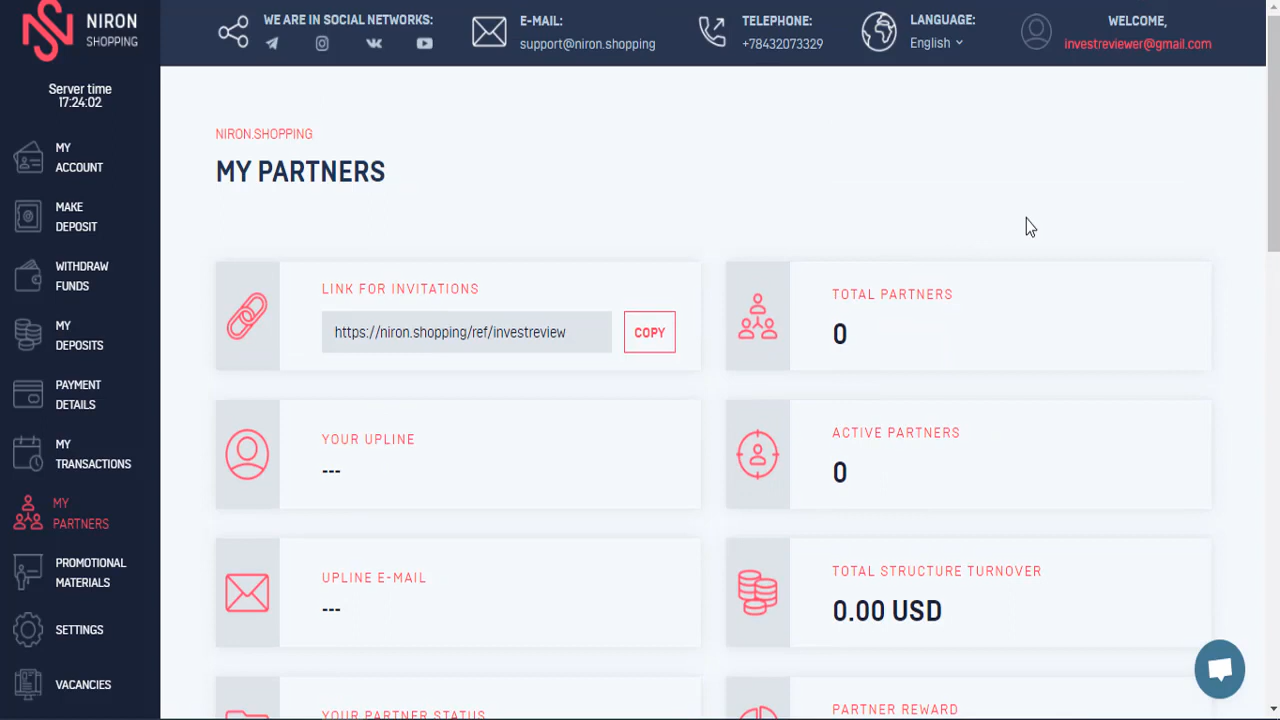 NIRON
SHOPPING
WE ARE IN SOCIAL NETWORKS:
E-MAIL:
support@niron.shopping
TELEPHONE:
+78432073329
LANGUAGE:
English
WELCOME,
investreviewer@gmail.com
Server time
17:24:02
MY
ACCOUNT
MAKE
DEPOSIT
WITHDRAW
FUNDS
MY
DEPOSITS
PAYMENT
DETAILS
MY
TRANSACTIONS
MY
PARTNERS
PROMOTIONAL
MATERIALS
SETTINGS
VACANCIES
NIRON.SHOPPING
MY PARTNERS
LINK FOR INVITATIONS
https://niron.shopping/ref/investreview
COPY
TOTAL PARTNERS
0
YOUR UPLINE
---
ACTIVE PARTNERS
0
UPLINE E-MAIL
---
TOTAL STRUCTURE TURNOVER
0.00 USD
YOUR PARTNER STATUS
PARTNER REWARD